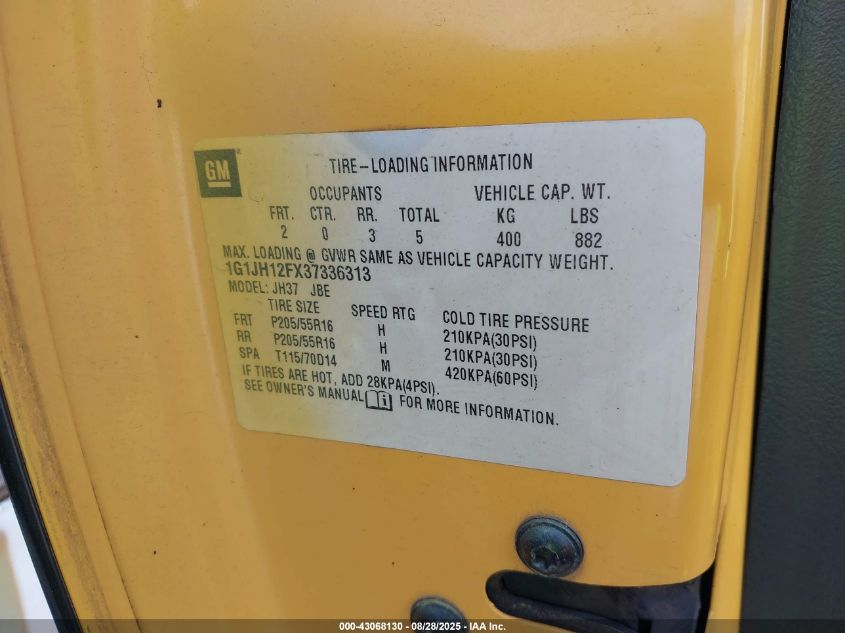 GM
TIRE-LOADING INFORMATION
OCCUPANTS VEHICLE CAP. WT.
FRT. CTR. RR. TOTAL KG LBS
2 0 3 5 400 882
MAX. LOADING @ GVWR SAME AS VEHICLE CAPACITY WEIGHT.
1G1JH12FX37336313
MODEL: JH37 JBE
TIRE SIZE SPEED RTG COLD TIRE PRESSURE
FRT P205/55R16 H 210KPA(30PSI)
RR P205/55R16 H 210KPA(30PSI)
SPA T115/70D14 M 420KPA(60PSI)
IF TIRES ARE HOT, ADD 28KPA(4PSI).
SEE OWNER'S MANUAL i FOR MORE INFORMATION.
000-43068130 - 08/28/2025 - IAA Inc.